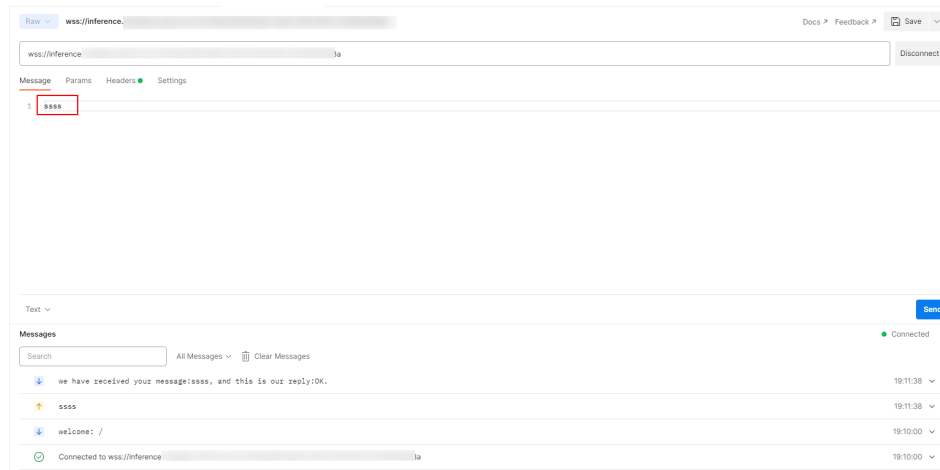 Raw wss://inference. Docs ↗ Feedback ↗ Save
wss://inference 3a Disconnect
Message Params Headers Settings
1 ssss
Text Send
Messages Connected
Search All Messages Clear Messages
we have received your message:ssss, and this is our reply:OK. 19:11:38
ssss 19:11:38
welcome: / 19:10:00
Connected to wss://inference 19:10:00